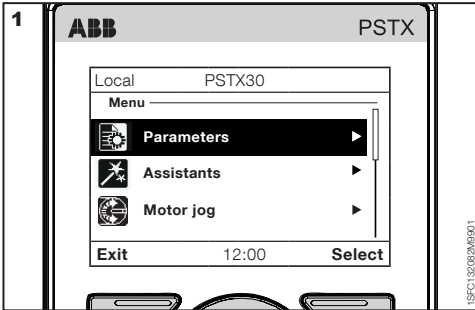 1
ABB PSTX
Local PSTX30
Menu
Parameters
Assistants
Motor jog
Exit 12:00 Select
1SFC132082M9901